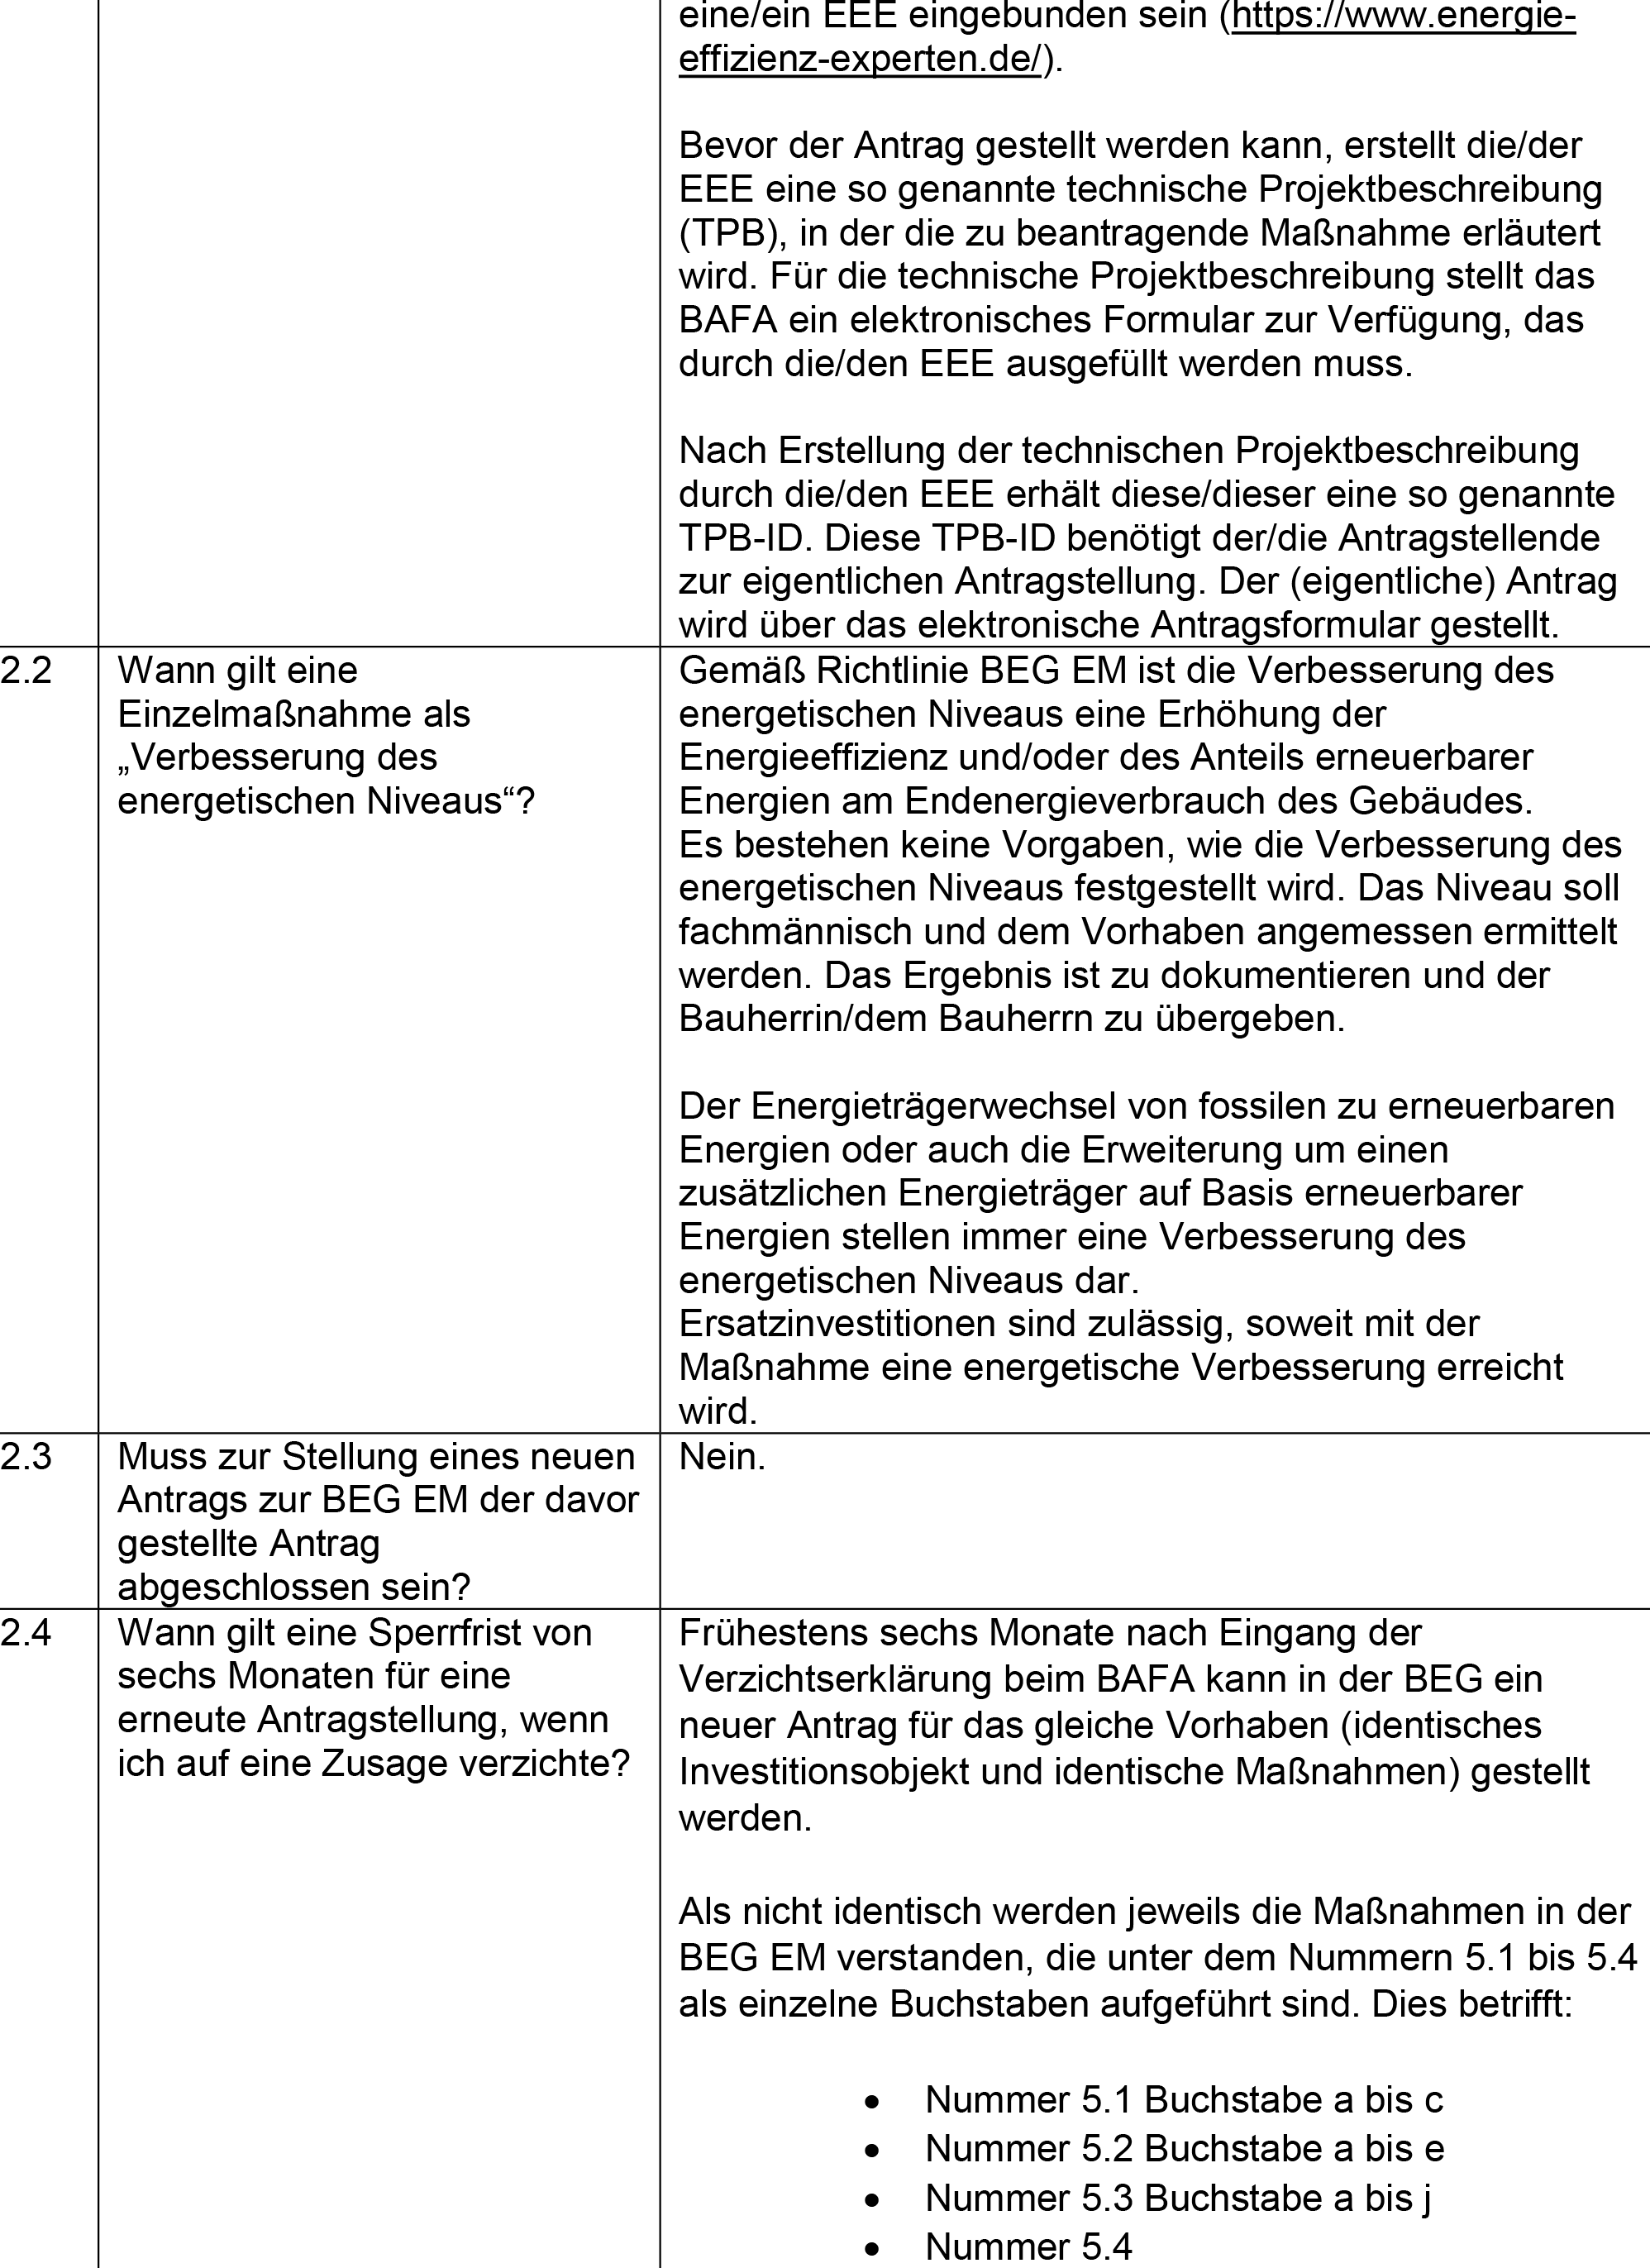 eine/ein EEE eingebunden sein (https://www.energie-
effizienz-experten.de/).
Bevor der Antrag gestellt werden kann, erstellt die/der
EEE eine so genannte technische Projektbeschreibung
(TPB), in der die zu beantragende Maßnahme erläutert
wird. Für die technische Projektbeschreibung stellt das
BAFA ein elektronisches Formular zur Verfügung, das
durch die/den EEE ausgefüllt werden muss.
Nach Erstellung der technischen Projektbeschreibung
durch die/den EEE erhält diese/dieser eine so genannte
TPB-ID. Diese TPB-ID benötigt der/die Antragstellende
zur eigentlichen Antragstellung. Der (eigentliche) Antrag
wird über das elektronische Antragsformular gestellt.
2.2
Wann gilt eine
Einzelmaßnahme als
„Verbesserung des
energetischen Niveaus“?
Gemäß Richtlinie BEG EM ist die Verbesserung des
energetischen Niveaus eine Erhöhung der
Energieeffizienz und/oder des Anteils erneuerbarer
Energien am Endenergieverbrauch des Gebäudes.
Es bestehen keine Vorgaben, wie die Verbesserung des
energetischen Niveaus festgestellt wird. Das Niveau soll
fachmännisch und dem Vorhaben angemessen ermittelt
werden. Das Ergebnis ist zu dokumentieren und der
Bauherrin/dem Bauherrn zu übergeben.
Der Energieträgerwechsel von fossilen zu erneuerbaren
Energien oder auch die Erweiterung um einen
zusätzlichen Energieträger auf Basis erneuerbarer
Energien stellen immer eine Verbesserung des
energetischen Niveaus dar.
Ersatzinvestitionen sind zulässig, soweit mit der
Maßnahme eine energetische Verbesserung erreicht
wird.
2.3
Muss zur Stellung eines neuen
Antrags zur BEG EM der davor
gestellte Antrag
abgeschlossen sein?
Nein.
2.4
Wann gilt eine Sperrfrist von
sechs Monaten für eine
erneute Antragstellung, wenn
ich auf eine Zusage verzichte?
Frühestens sechs Monate nach Eingang der
Verzichtserklärung beim BAFA kann in der BEG ein
neuer Antrag für das gleiche Vorhaben (identisches
Investitionsobjekt und identische Maßnahmen) gestellt
werden.
Als nicht identisch werden jeweils die Maßnahmen in der
BEG EM verstanden, die unter dem Nummern 5.1 bis 5.4
als einzelne Buchstaben aufgeführt sind. Dies betrifft:
• Nummer 5.1 Buchstabe a bis c
• Nummer 5.2 Buchstabe a bis e
• Nummer 5.3 Buchstabe a bis j
• Nummer 5.4